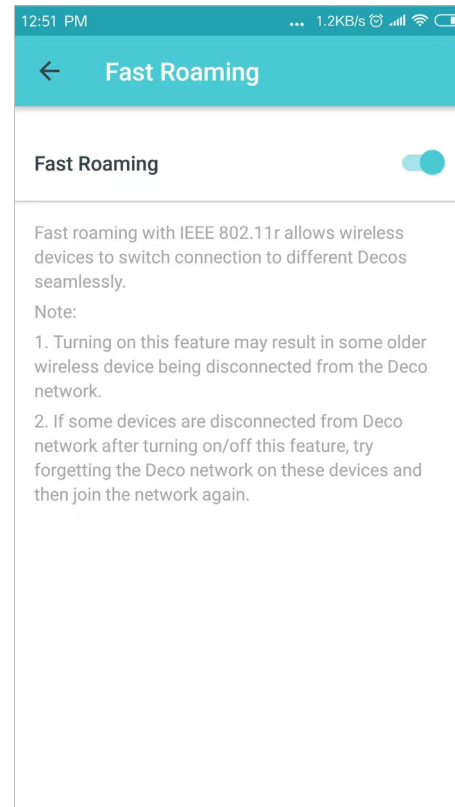 12:51 PM ... 1.2KB/s
Fast Roaming
Fast Roaming
Fast roaming with IEEE 802.11r allows wireless
devices to switch connection to different Decos
seamlessly.
Note:
1. Turning on this feature may result in some older
wireless device being disconnected from the Deco
network.
2. If some devices are disconnected from Deco
network after turning on/off this feature, try
forgetting the Deco network on these devices and
then join the network again.